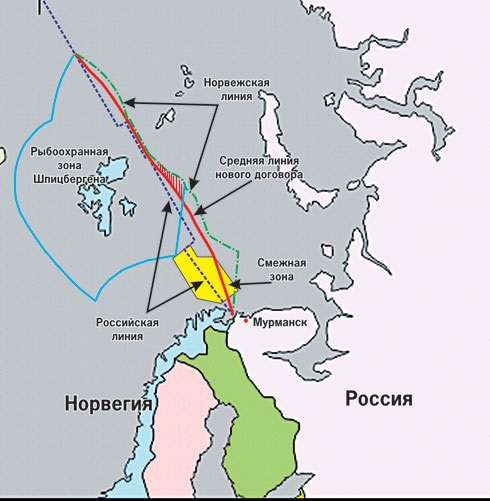 Норвежская
линия
Рыбоохранная
зона
Шпицбергена
Средняя линия
нового договора
Смежная
зона
Российская
линия
Мурманск
Норвегия
Россия